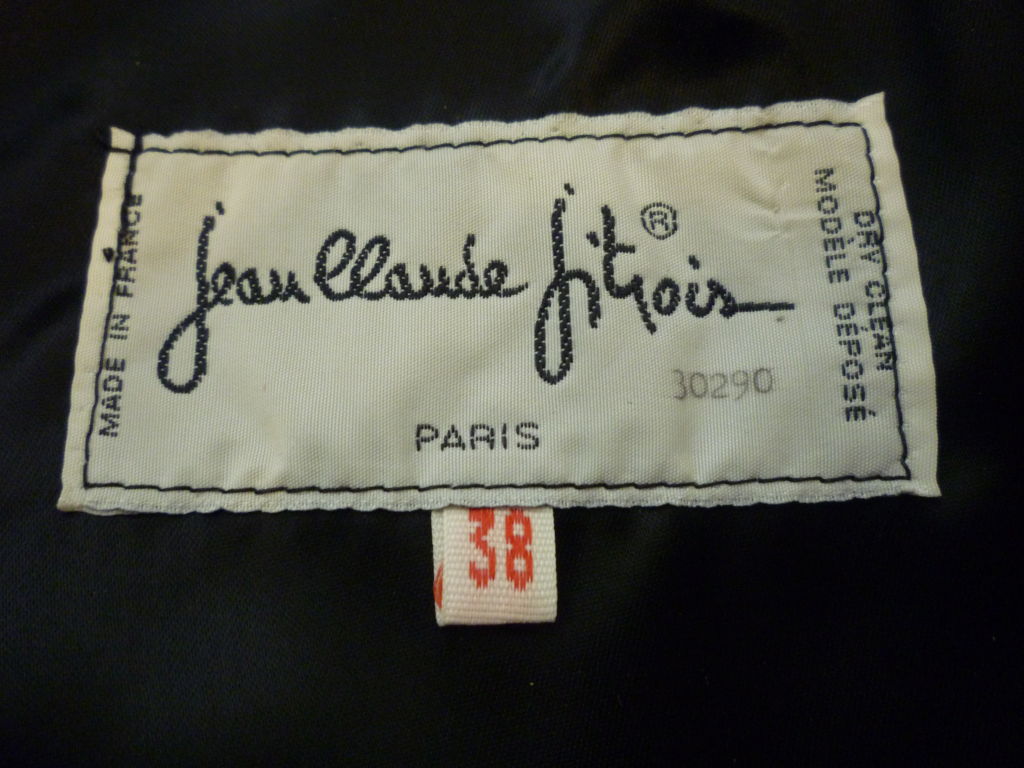 MADE IN FRANCE
jean Claude jitrois®
30290
PARIS
DRY CLEAN
MODÈLE DÉPOSÉ
38